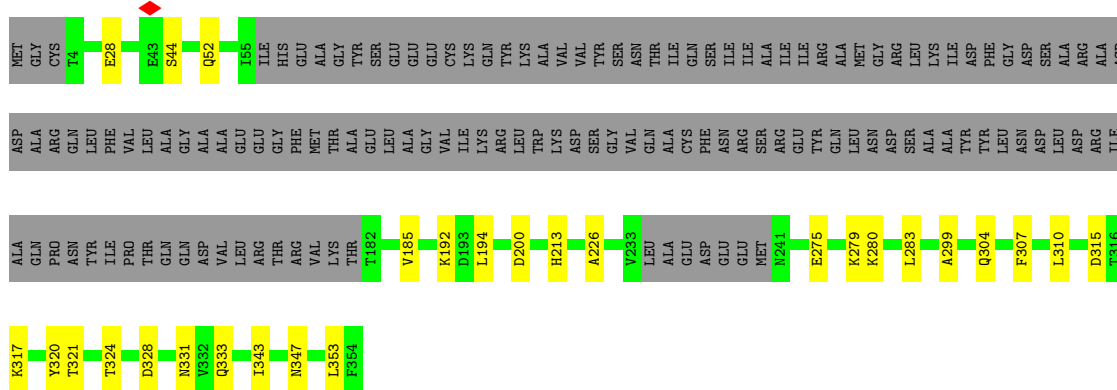 MET GLY CYS T4 E28 E43 S44 Q52 I55 ILE HIS GLU ALA GLY TYR SER GLU GLU GLU CYS LYS GLN TYR LYS ALA VAL VAL TYR SER ASN THR ILE GLN SER ILE ILE ALA ILE ILE ARG ALA MET GLY ARG LEU LYS ILE ASP PHE GLY ASP SER ALA ARG ALA
ASP ALA ARG GLN LEU PHE VAL LEU ALA GLY ALA ALA GLU GLU GLY PHE MET THR ALA GLU LEU ALA GLY VAL ILE LYS ARG LEU TRP LYS ASP SER GLY VAL GLN ALA CYS PHE ASN ARG SER ARG GLU TYR GLN LEU ASN ASP SER ALA ALA TYR TYR LEU ASN ASP LEU ASP ARG ILE
ALA GLN PRO ASN TYR ILE PRO THR GLN GLN ASP VAL LEU ARG THR ARG VAL LYS THR T182 V185 K192 D193 L194 D200 H213 A226 V233 LEU ALA GLU ASP GLU GLU MET N241 E275 K279 K280 L283 A299 Q304 F307 L310 D315 T316
K317 Y320 T321 T324 D328 N331 V332 Q333 I343 N347 L353 F354